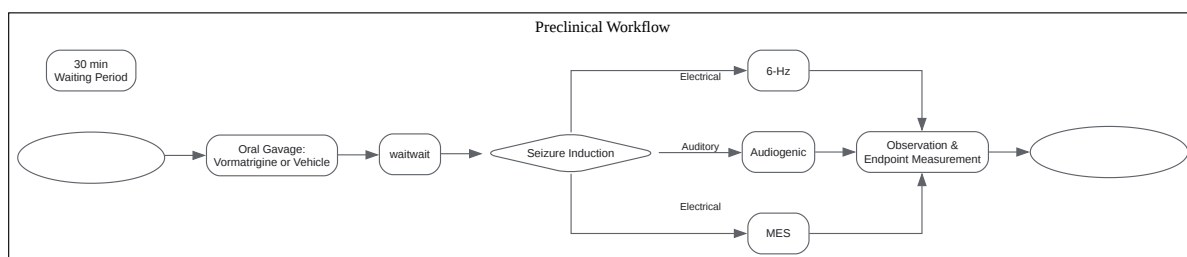 Preclinical Workflow
30 min
Waiting Period
Oral Gavage:
Vormatrigine or Vehicle
waitwait
Seizure Induction
Electrical
6-Hz
Auditory
Audiogenic
Electrical
MES
Observation &
Endpoint Measurement